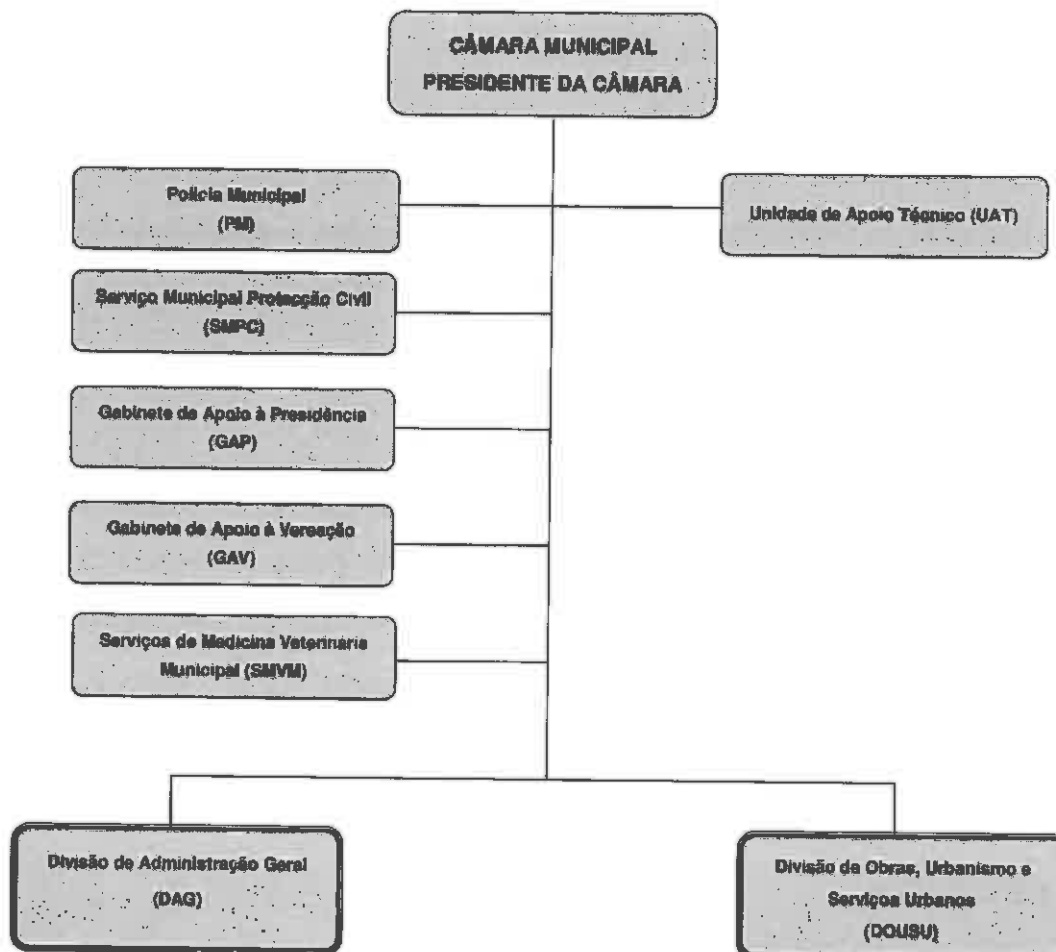 CÂMARA MUNICIPAL
PRESIDENTE DA CÂMARA
Polícia Municipal
(PM)
Unidade de Apoio Técnico (UAT)
Serviço Municipal Protecção Civil
(SMPC)
Gabinete de Apoio à Presidência
(GAP)
Gabinete de Apoio à Vereação
(GAV)
Serviços de Medicina Veterinária
Municipal (SMVM)
Divisão de Administração Geral
(DAG)
Divisão de Obras, Urbanismo e
Serviços Urbanos
(DOUSU)